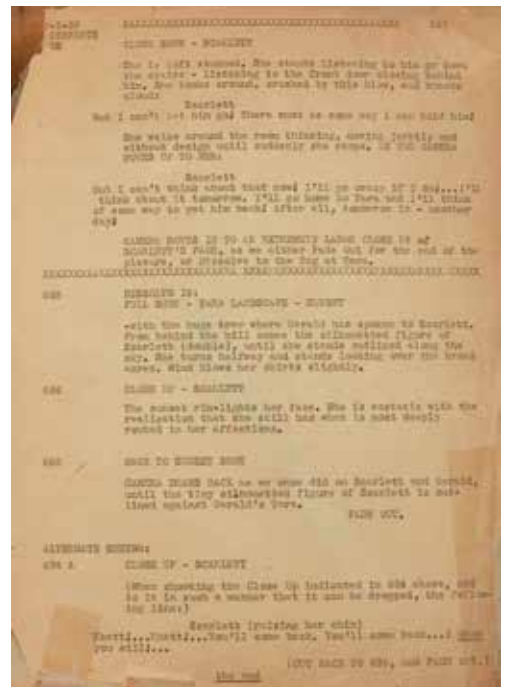 CLOSE SHOT - SCARLETT
She is left stunned. She stands listening to him go down
the stairs - listening to the front door closing behind
him. She looks around, crushed by this blow, and
aloud:
Scarlett
But I can't let him go! There must be some way I can hold him!
She walks around the room thinking, moving jerkily and
without design until suddenly she stops, AS THE CAMERA
MOVES UP TO HER:
Scarlett
But I can't think about that now! I'll go crazy if I do!...I'll
think about it tomorrow. I'll go home to Tara and I'll think
of some way to get him back! After all, tomorrow is - another
day!
CAMERA MOVES IN TO AN EXTREMELY LARGE CLOSE UP of
SCARLETT'S FACE, as we either Fade Out for the end of the
picture, or Dissolve to the Tag at Tara.
DISSOLVE IN:
FULL SHOT - TARA LANDSCAPE - SUNSET
-with the huge tree where Gerald has spoken to Scarlett.
From behind the hill comes the silhouetted figure of
Scarlett (double), until she stands outlined along the
sky. She turns halfway and stands looking over the broad
acres. Wind blows her skirts slightly.
CLOSE UP - SCARLETT
The sunset rim-lights her face. She is ecstatic with the
realization that she still has what is most deeply
rooted in her affections.
BACK TO SUNSET SHOT
CAMERA DRAWS BACK as we once did on Scarlett and Gerald,
until the tiny silhouetted figure of Scarlett is out-
lined against Gerald's Tara.
FADE OUT.
ALTERNATE ENDING:
CLOSE UP - SCARLETT
(When shooting the Close Up indicated in above,
in such a manner that it can be dropped, the follow-
ing line:)
Scarlett (raising her chin)
Rhett!...Rhett!...You'll come back. You'll come back...I
you will!...
(CUT BACK TO AND FADE OUT.)
the end